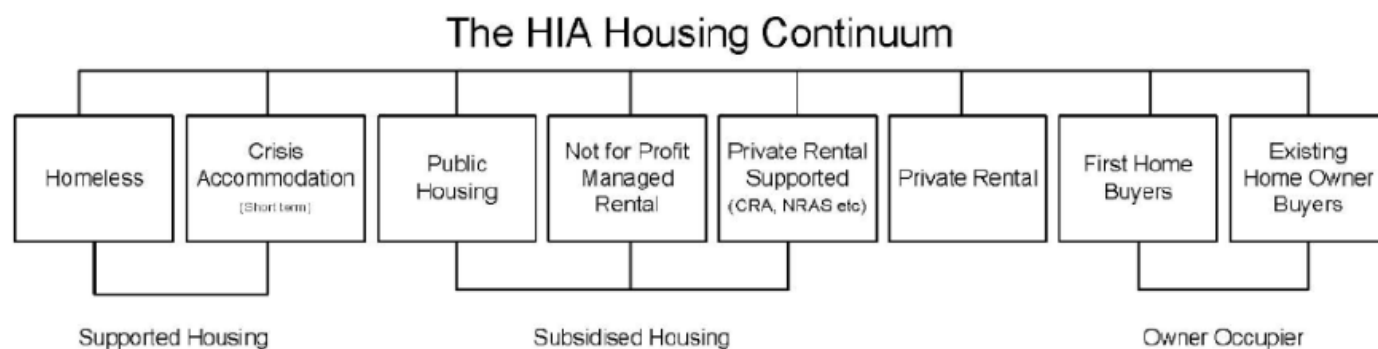 The HIA Housing Continuum
Homeless
Crisis
Accommodation
(Short term)
Public
Housing
Not for Profit
Managed
Rental
Private Rental
Supported
(CRA, NRAS etc)
Private Rental
First Home
Buyers
Existing
Home Owner
Buyers
Supported Housing
Subsidised Housing
Owner Occupier